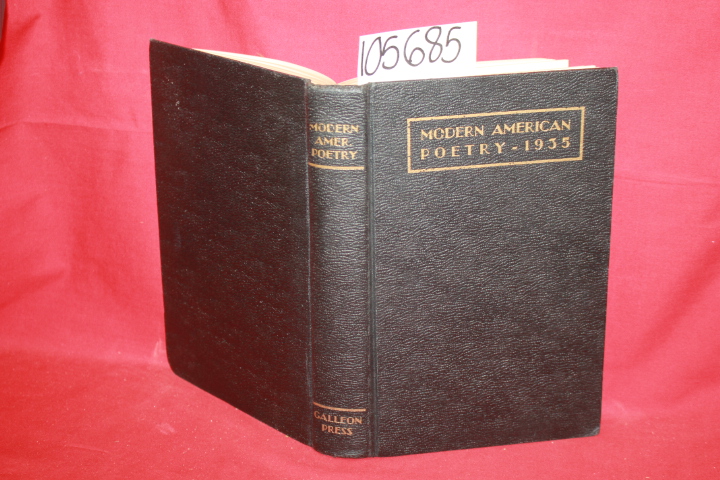 105685
MODERN AMERICAN
POETRY - 1935
MODERN
AMER.
POETRY
GALLEON
PRESS